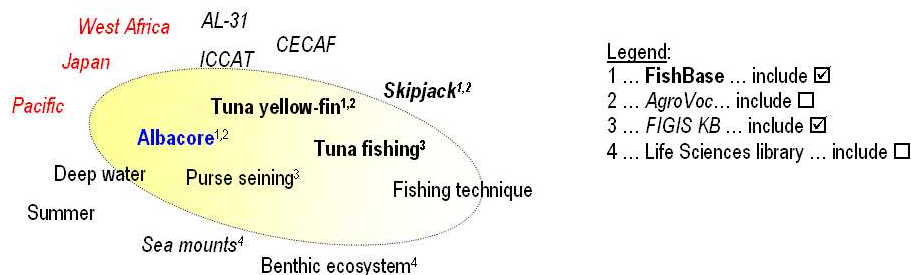 West Africa
AL-31
CECAF
ICCAT
Japan
Pacific
Skipjack1,2
Tuna yellow-fin1,2
Albacore1,2
Tuna fishing3
Deep water
Purse seining3
Fishing technique
Summer
Sea mounts4
Benthic ecosystem4
Legend:
1 ... FishBase ... include ☑
2 ... AgroVoc... include ☐
3 ... FIGIS KB ... include ☑
4 ... Life Sciences library ... include ☐